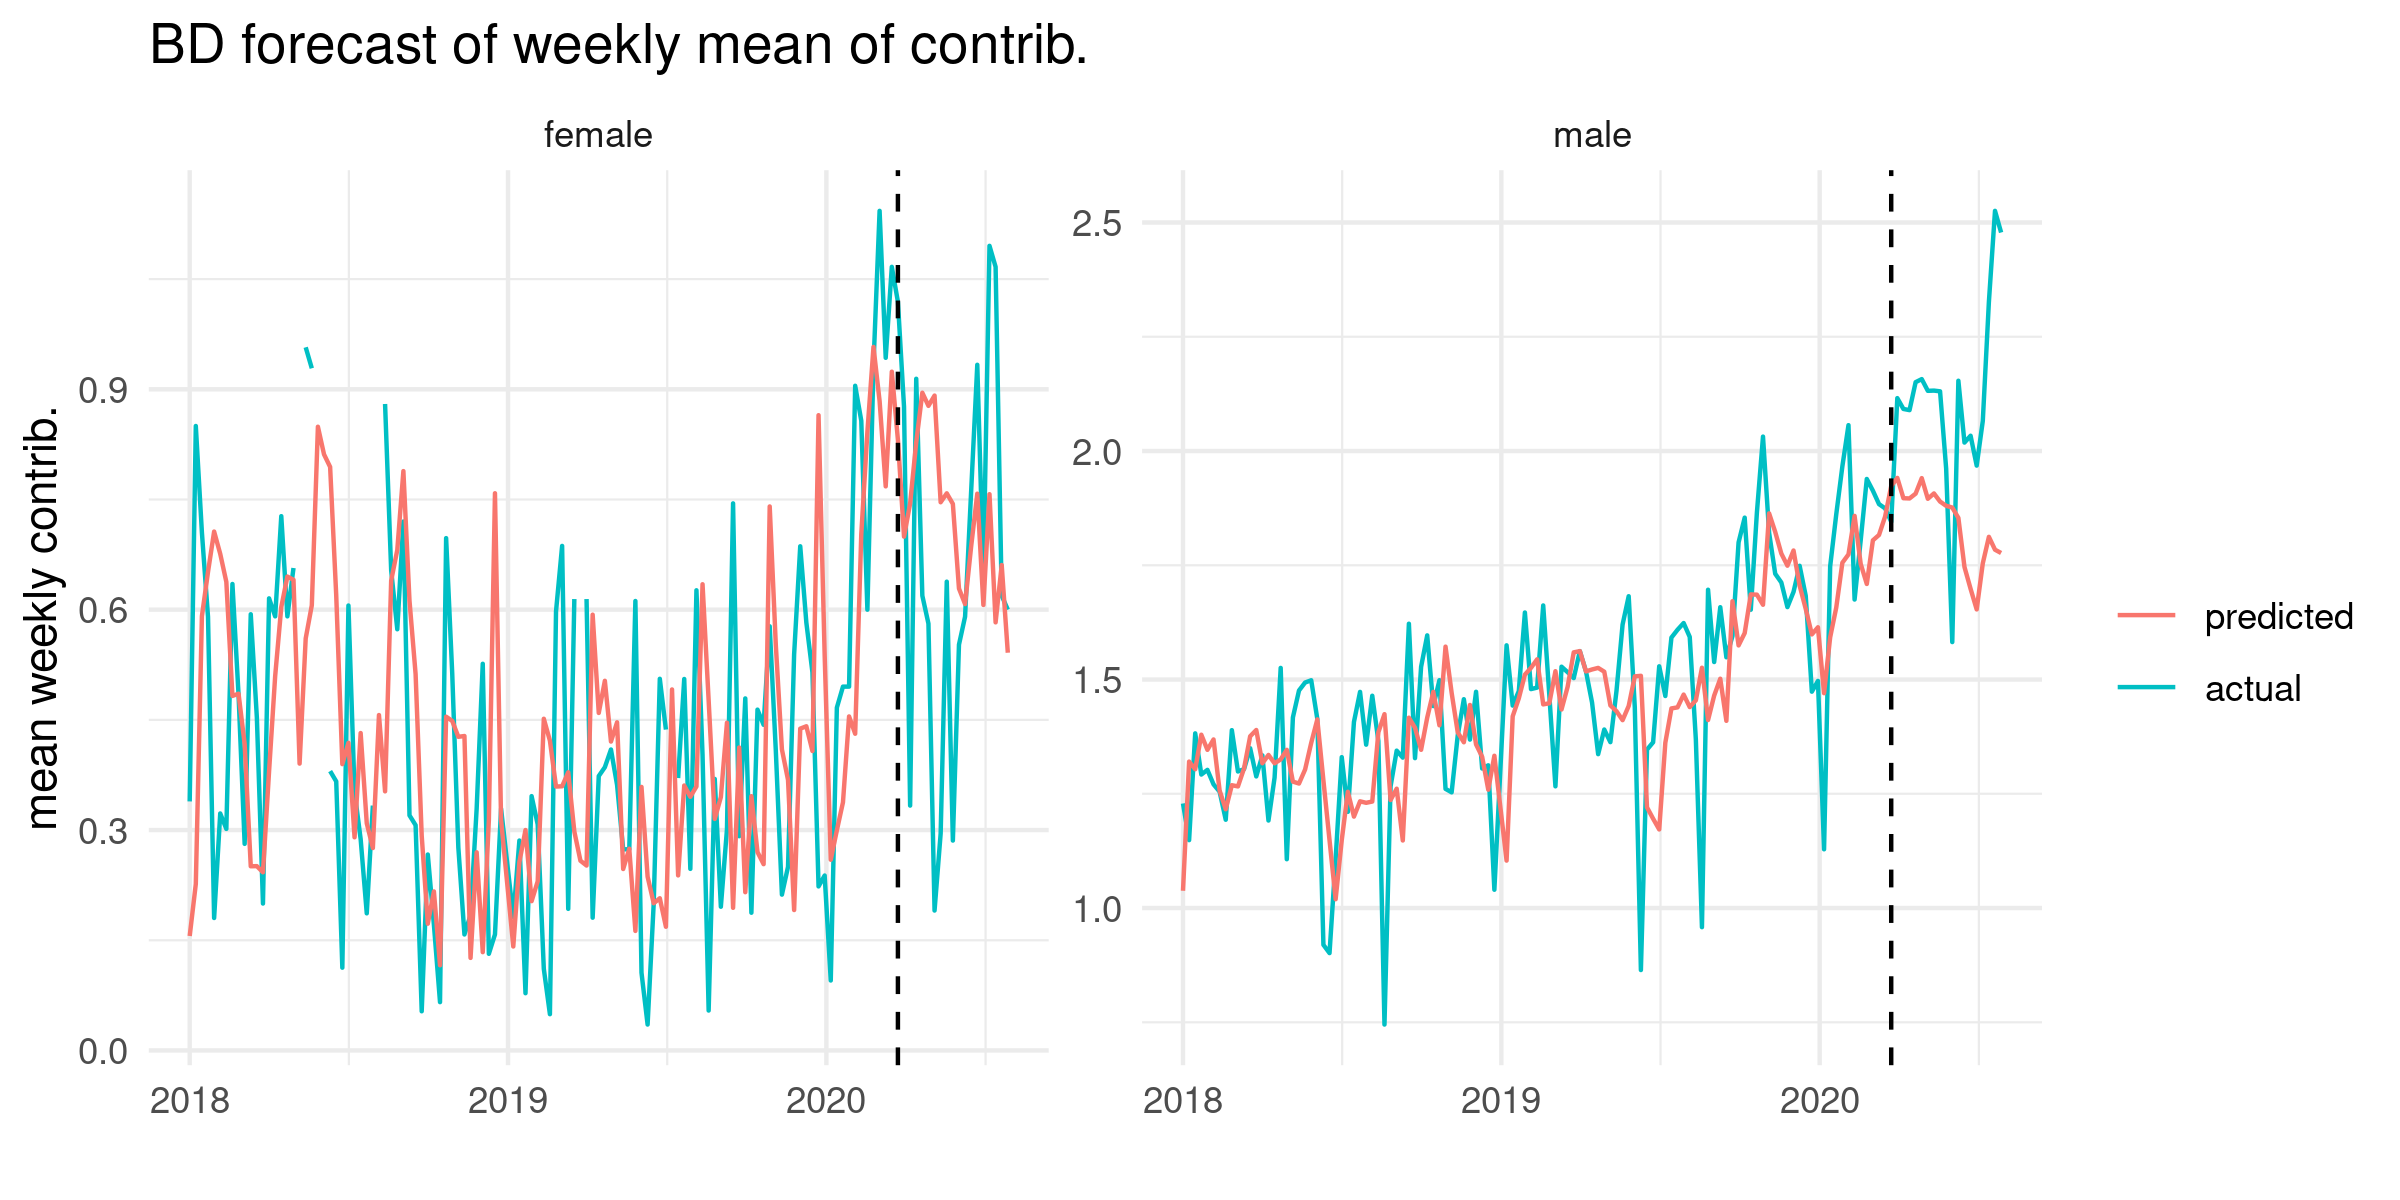 BD forecast of weekly mean of contrib.
female
male
mean weekly contrib.
0.9
0.6
0.3
0.0
2018
2019
2020
2.5
2.0
1.5
1.0
2018
2019
2020
predicted
actual